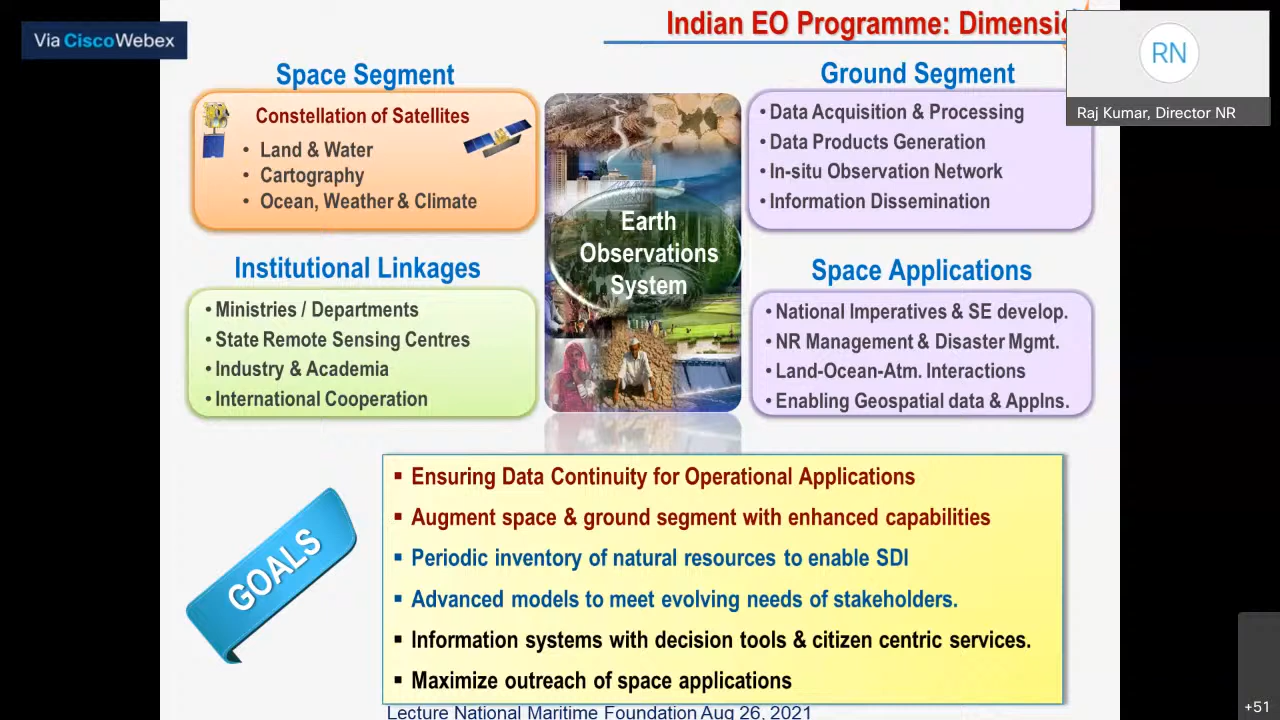 Via Cisco Webex
Indian EO Programme:
RN
Raj Kumar, Director NR
Space Segment
Constellation of Satellites
• Land & Water
• Cartography
• Ocean, Weather & Climate
Ground Segment
• Data Acquisition & Processing
• Data Products Generation
• In-situ Observation Network
• Information Dissemination
Earth
Observations
System
Institutional Linkages
• Ministries / Departments
• State Remote Sensing Centres
• Industry & Academia
• International Cooperation
Space Applications
• National Imperatives & SE develop.
• NR Management & Disaster Mgmt.
• Land-Ocean-Atm. Interactions
• Enabling Geospatial data & Applns.
GOALS
▪ Ensuring Data Continuity for Operational Applications
▪ Augment space & ground segment with enhanced capabilities
▪ Periodic inventory of natural resources to enable SDI
▪ Advanced models to meet evolving needs of stakeholders.
▪ Information systems with decision tools & citizen centric services.
▪ Maximize outreach of space applications
Lecture National Maritime Foundation Aug 26, 2021
+51